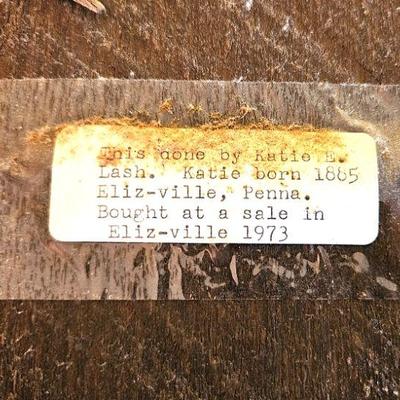 This done by Katie E.
Lash. Katie born 1885
Eliz-ville, Penna.
Bought at a sale in
Eliz-ville 1973